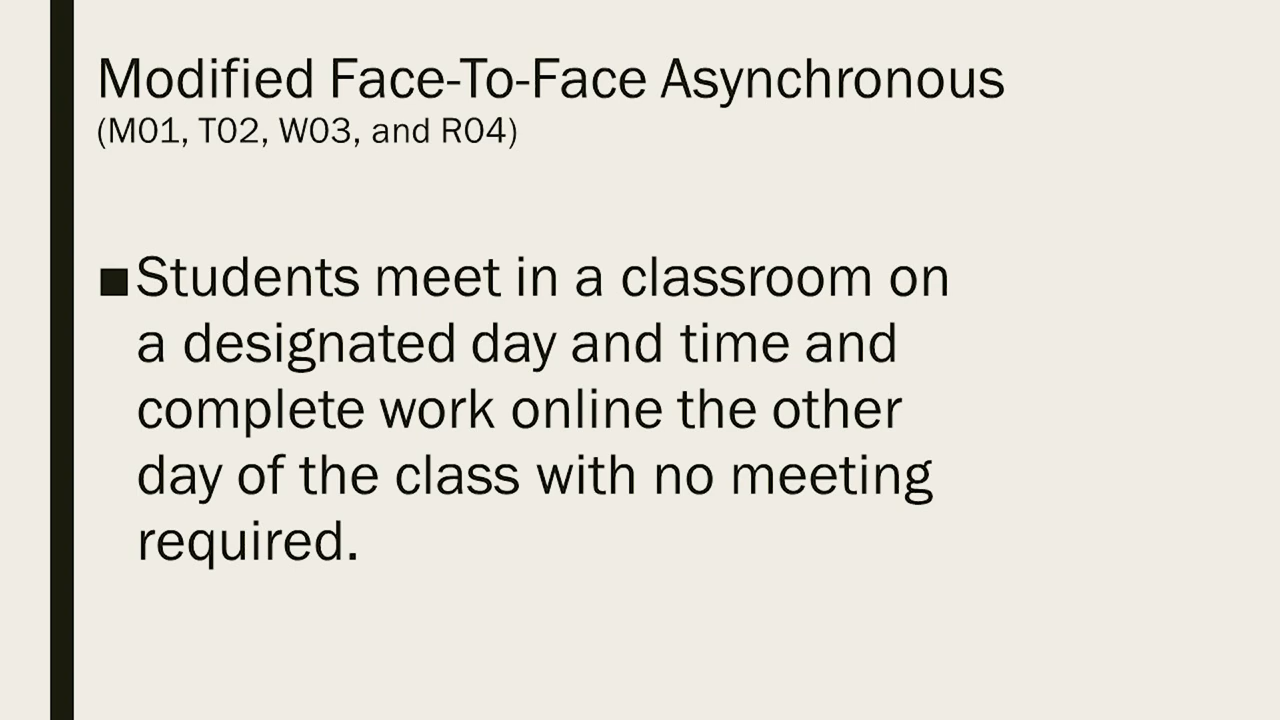 Modified Face-To-Face Asynchronous
(M01, T02, W03, and R04)
■Students meet in a classroom on
a designated day and time and
complete work online the other
day of the class with no meeting
required.